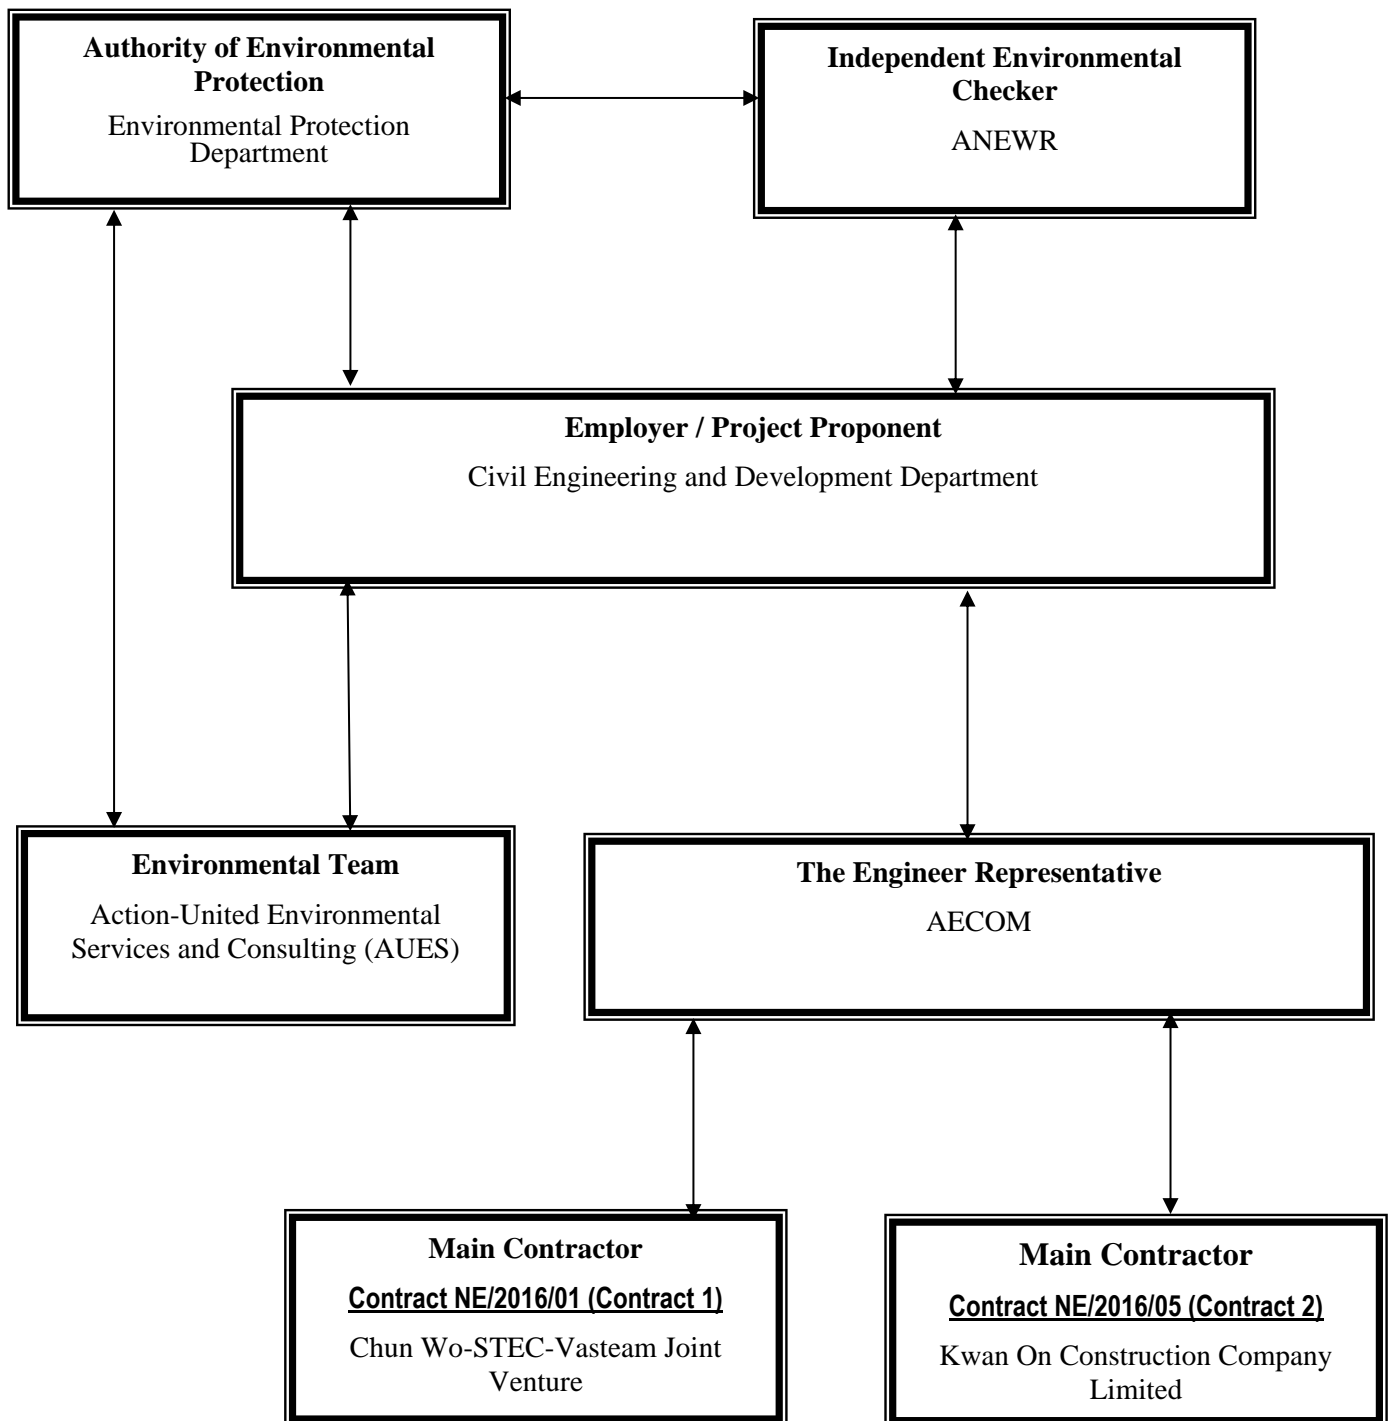 Authority of Environmental
Protection
Environmental Protection
Department
Independent Environmental
Checker
ANEWR
Employer / Project Proponent
Civil Engineering and Development Department
Environmental Team
Action-United Environmental
Services and Consulting (AUES)
The Engineer Representative
AECOM
Main Contractor
Contract NE/2016/01 (Contract 1)
Chun Wo-STEC-Vasteam Joint
Venture
Main Contractor
Contract NE/2016/05 (Contract 2)
Kwan On Construction Company
Limited